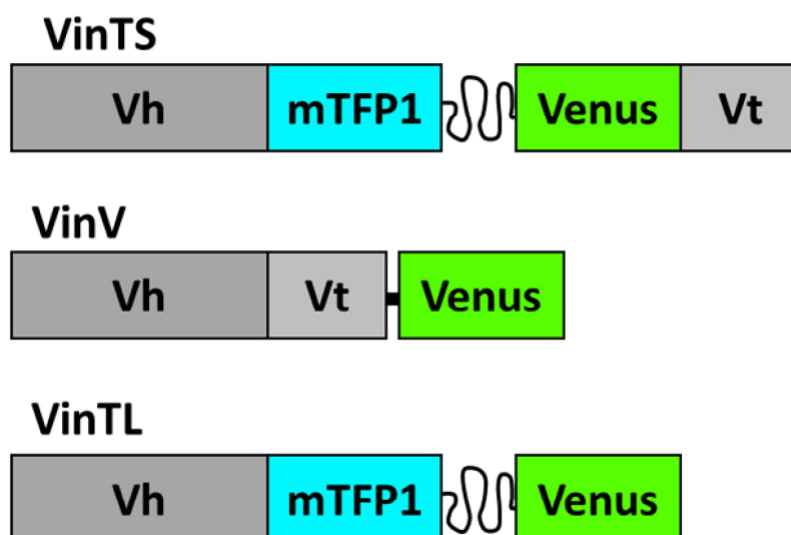 VinTS
Vh mTFP1 Venus Vt
VinV
Vh Vt Venus
VinTL
Vh mTFP1 Venus